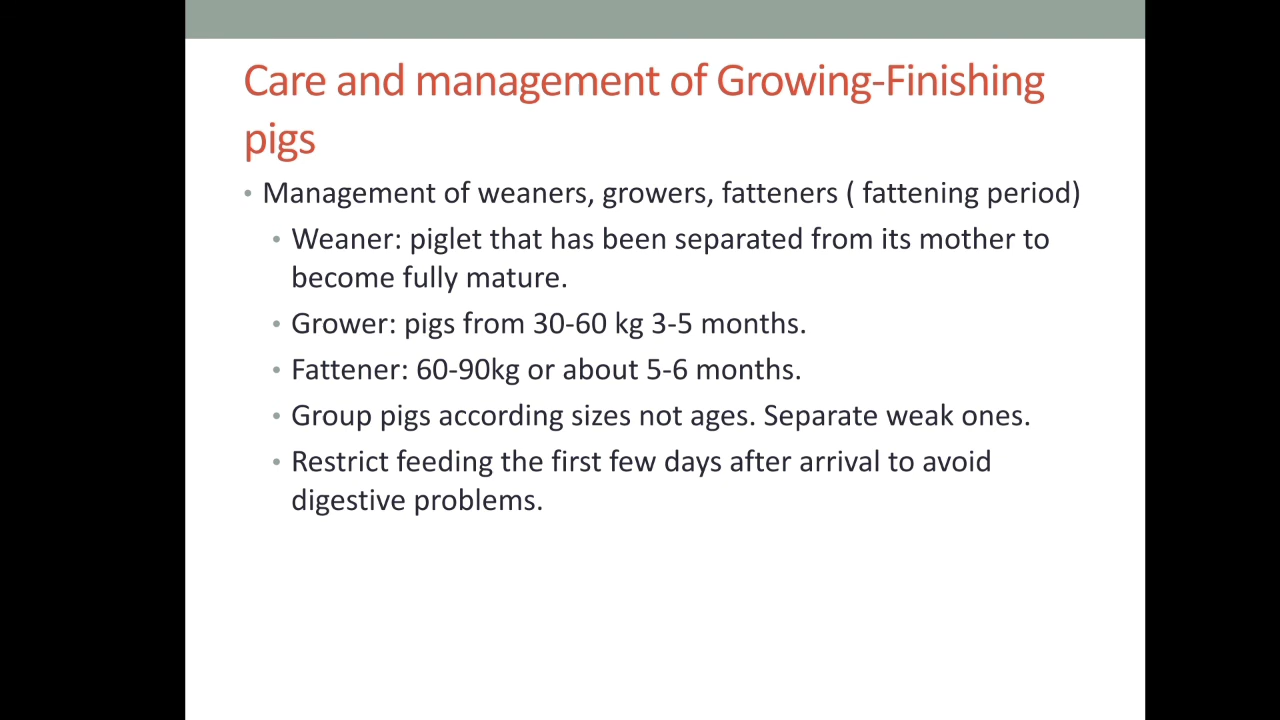 Care and management of Growing-Finishing
pigs
• Management of weaners, growers, fatteners ( fattening period)
• Weaner: piglet that has been separated from its mother to
become fully mature.
• Grower: pigs from 30-60 kg 3-5 months.
• Fattener: 60-90kg or about 5-6 months.
• Group pigs according sizes not ages. Separate weak ones.
• Restrict feeding the first few days after arrival to avoid
digestive problems.